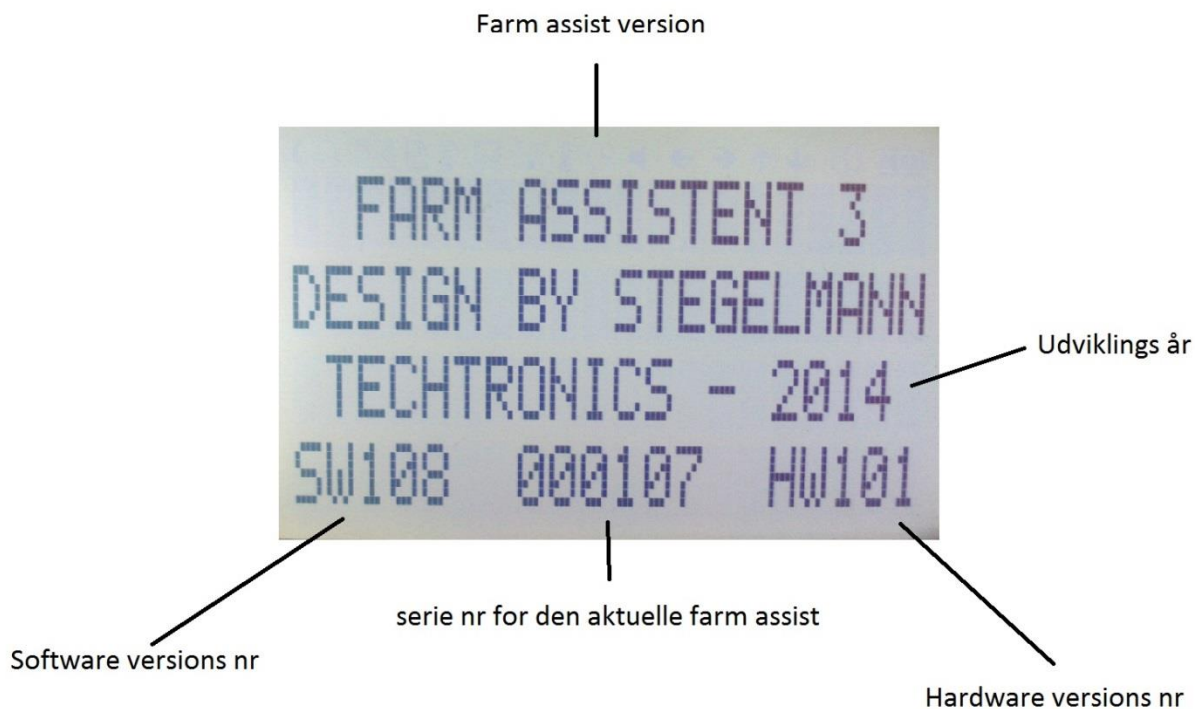 Farm assist version
FARM ASSISTENT 3
DESIGN BY STEGELMANN
Udviklings år
TECHTRONICS - 2014
SW108 000107 HW101
serie nr for den aktuelle farm assist
Software versions nr
Hardware versions nr